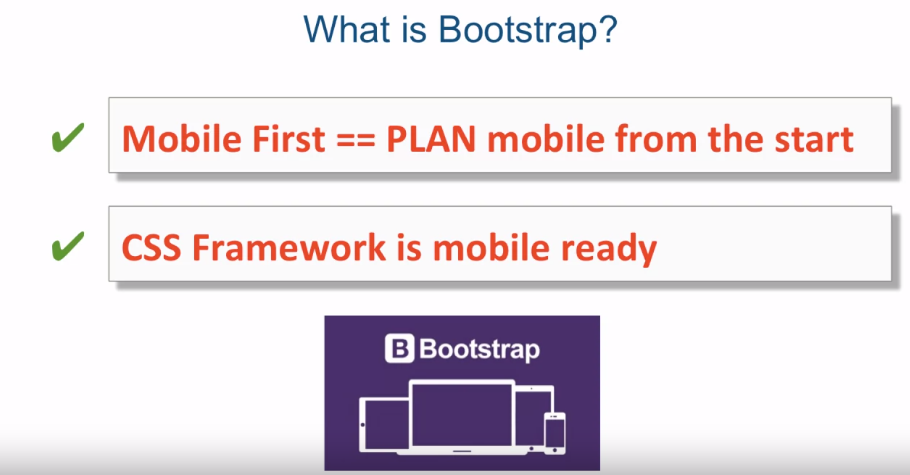 What is Bootstrap?
✔ Mobile First == PLAN mobile from the start
✔ CSS Framework is mobile ready
B Bootstrap